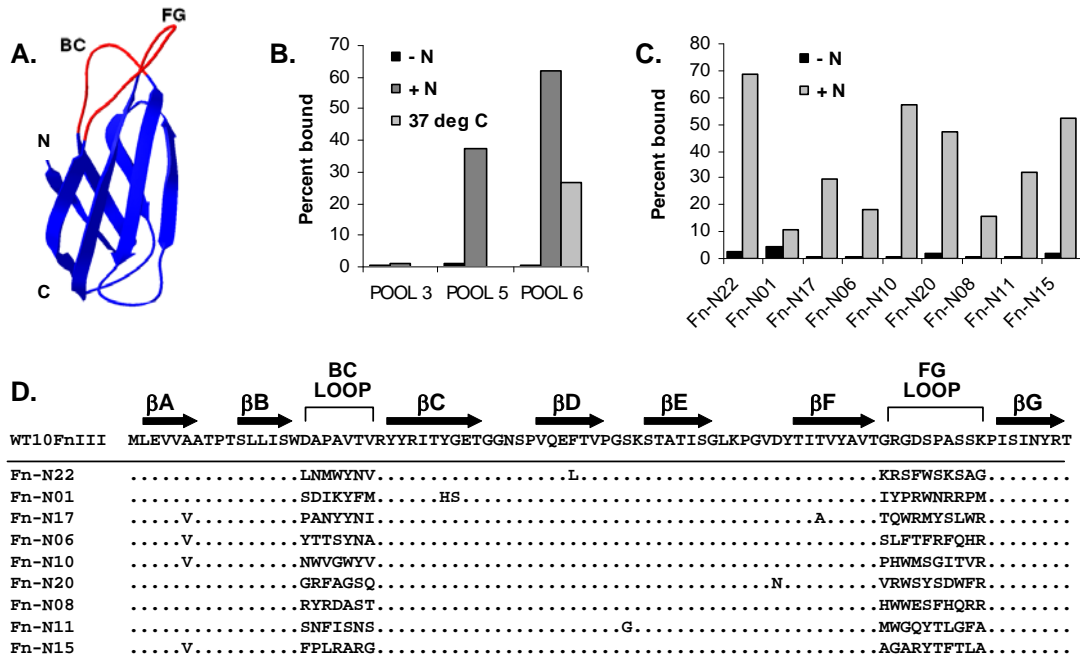 A.
BC
FG
N
C
B.
Percent bound
70
60
50
40
30
20
10
0
- N
+ N
37 deg C
POOL 3
POOL 5
POOL 6
C.
Percent bound
80
70
60
50
40
30
20
10
0
- N
+ N
Fn-N22
Fn-N01
Fn-N17
Fn-N06
Fn-N10
Fn-N20
Fn-N08
Fn-N11
Fn-N15
D.
βA
βB
BC
LOOP
βC
βD
βE
βF
FG
LOOP
βG
WT10FnIII MLEVVAATPTSLLISWDAPAVTVRYYRITYGETGGNSPVQEFTVPGSKSTATISGLKPGVDYTITVYAVTGRGDSPASSKPISINYRT
Fn-N22 ................LNMWYNV.........................L....................................KRSFWSKSAG........
Fn-N01 ................SDIKYFM......HS.................................................IYPRWNRRPM........
Fn-N17 .....V..........PANYYNI.........................................A...............TQWRMYSLWR........
Fn-N06 .....V..........YTTSYNA.........................................................SLFTFRFQHR........
Fn-N10 .....V..........NWVGWYV.........................................................PHWMSGITVR........
Fn-N20 ................GRFAGSQ......................................N..................VRWSYSDWFR........
Fn-N08 ................RYRDAST.........................................................HWWESFHQRR........
Fn-N11 ................SNFISNS........................G................................MWGQYTLGFA........
Fn-N15 .....V..........FPLRARG.........................................................AGARYTFTLA........